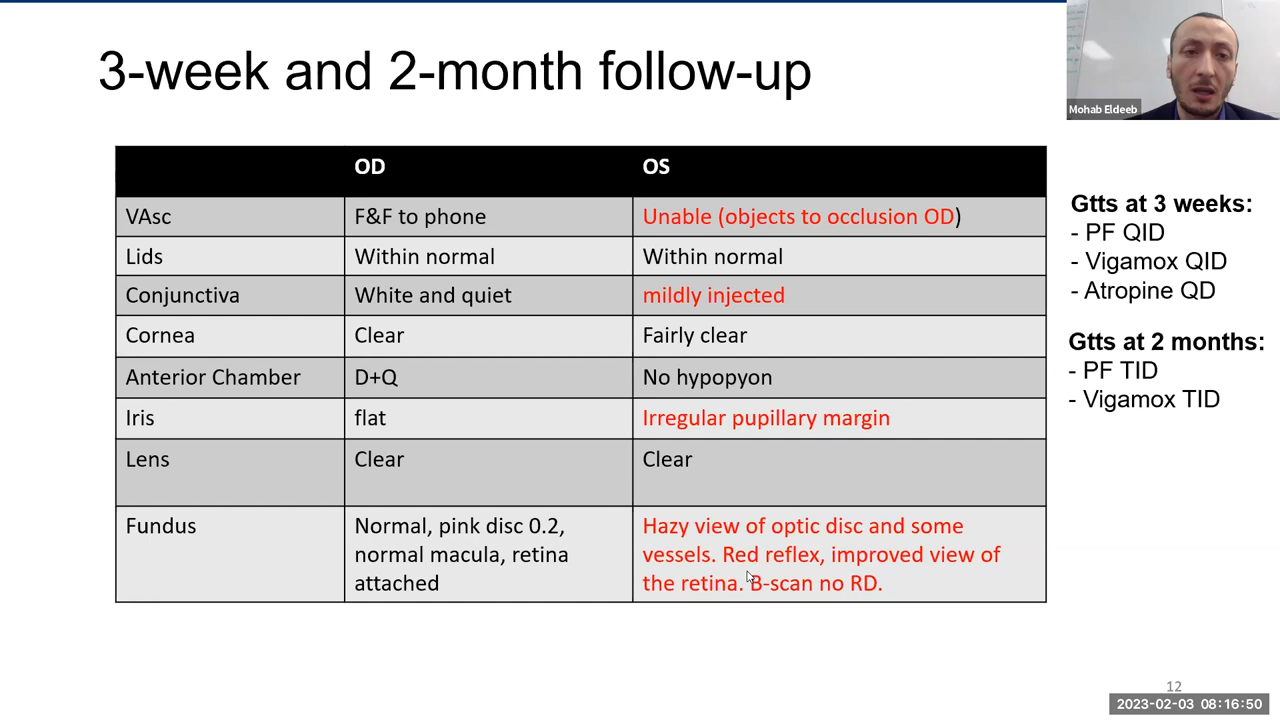 3-week and 2-month follow-up
Mohab Eldeeb
OD OS
VAsc F&F to phone Unable (objects to occlusion OD)
Lids Within normal Within normal
Conjunctiva White and quiet mildly injected
Cornea Clear Fairly clear
Anterior Chamber D+Q No hypopyon
Iris flat Irregular pupillary margin
Lens Clear Clear
Fundus Normal, pink disc 0.2, Hazy view of optic disc and some
normal macula, retina vessels. Red reflex, improved view of
attached the retina. B-scan no RD.
Gtts at 3 weeks:
- PF QID
- Vigamox QID
- Atropine QD
Gtts at 2 months:
- PF TID
- Vigamox TID
12
2023-02-03 08:16:50